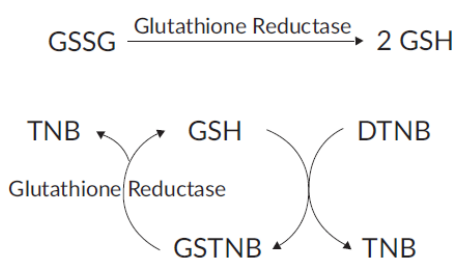 Glutathione Reductase
GSSG 2 GSH
TNB GSH DTNB
Glutathione Reductase
GSTNB TNB